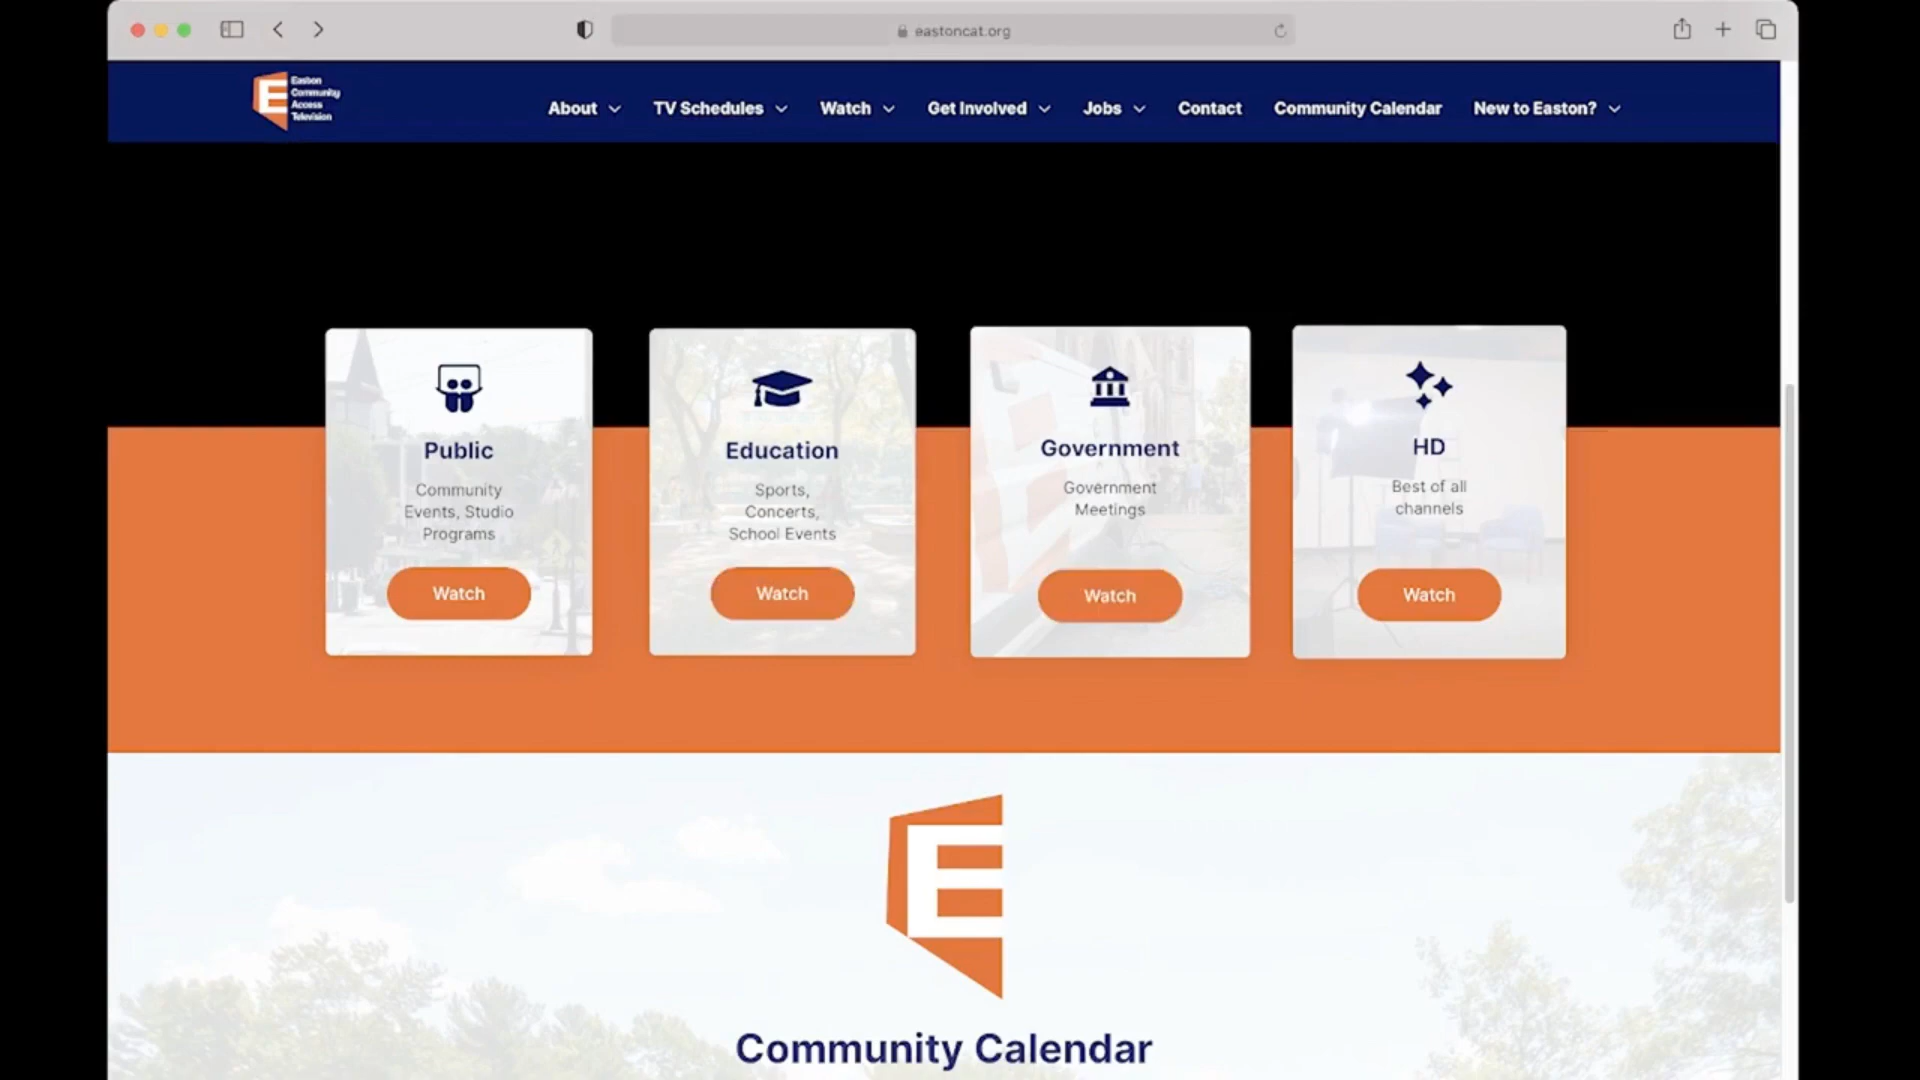 eastoncat.org
Easton
Community
Access
Television
About
TV Schedules
Watch
Get Involved
Jobs
Contact
Community Calendar
New to Easton?
Public
Community
Events, Studio
Programs
Watch
Education
Sports,
Concerts,
School Events
Watch
Government
Government
Meetings
Watch
HD
Best of all
channels
Watch
E
Community Calendar